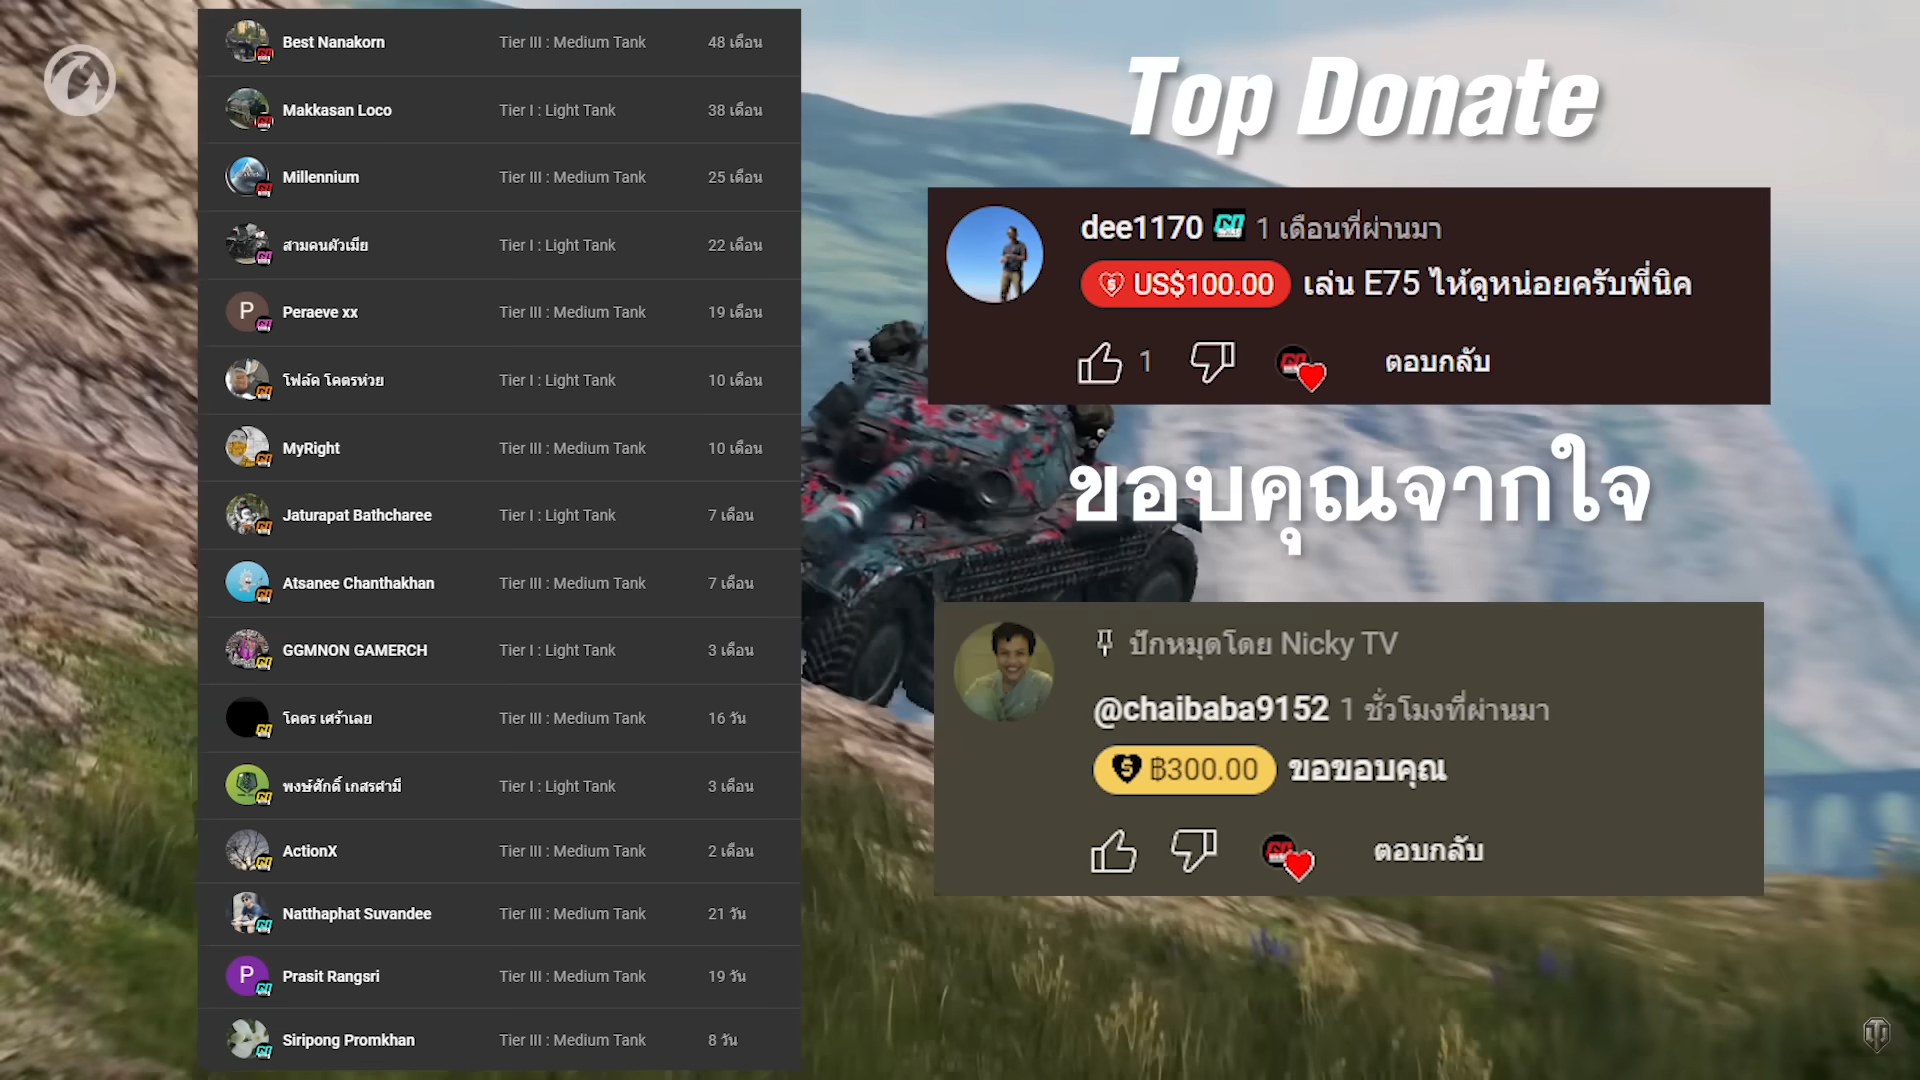 Best Nanakorn Tier III : Medium Tank 48 เดือน
Makkasan Loco Tier I : Light Tank 38 เดือน
Millennium Tier III : Medium Tank 25 เดือน
สามคนผัวเมีย Tier I : Light Tank 22 เดือน
P Peraeve xx Tier III : Medium Tank 19 เดือน
โฟล์ค โคตรห่วย Tier I : Light Tank 10 เดือน
MyRight Tier III : Medium Tank 10 เดือน
Jaturapat Bathcharee Tier I : Light Tank 7 เดือน
Atsanee Chanthakhan Tier III : Medium Tank 7 เดือน
GGMNON GAMERCH Tier I : Light Tank 3 เดือน
โคตร เศร้าเลย Tier III : Medium Tank 16 วัน
พงษ์ศักดิ์ เกสรศามี Tier I : Light Tank 3 เดือน
ActionX Tier III : Medium Tank 2 เดือน
Natthaphat Suvandee Tier III : Medium Tank 21 วัน
P Prasit Rangsri Tier III : Medium Tank 19 วัน
Siripong Promkhan Tier III : Medium Tank 8 วัน
Top Donate
dee1170 1 เดือนที่ผ่านมา
US$100.00 เล่น E75 ให้ดูหน่อยครับพี่นิค
1 ตอบกลับ
ขอบคุณจากใจ
ปักหมุดโดย Nicky TV
@chaibaba9152 1 ชั่วโมงที่ผ่านมา
฿300.00 ขอขอบคุณ
ตอบกลับ